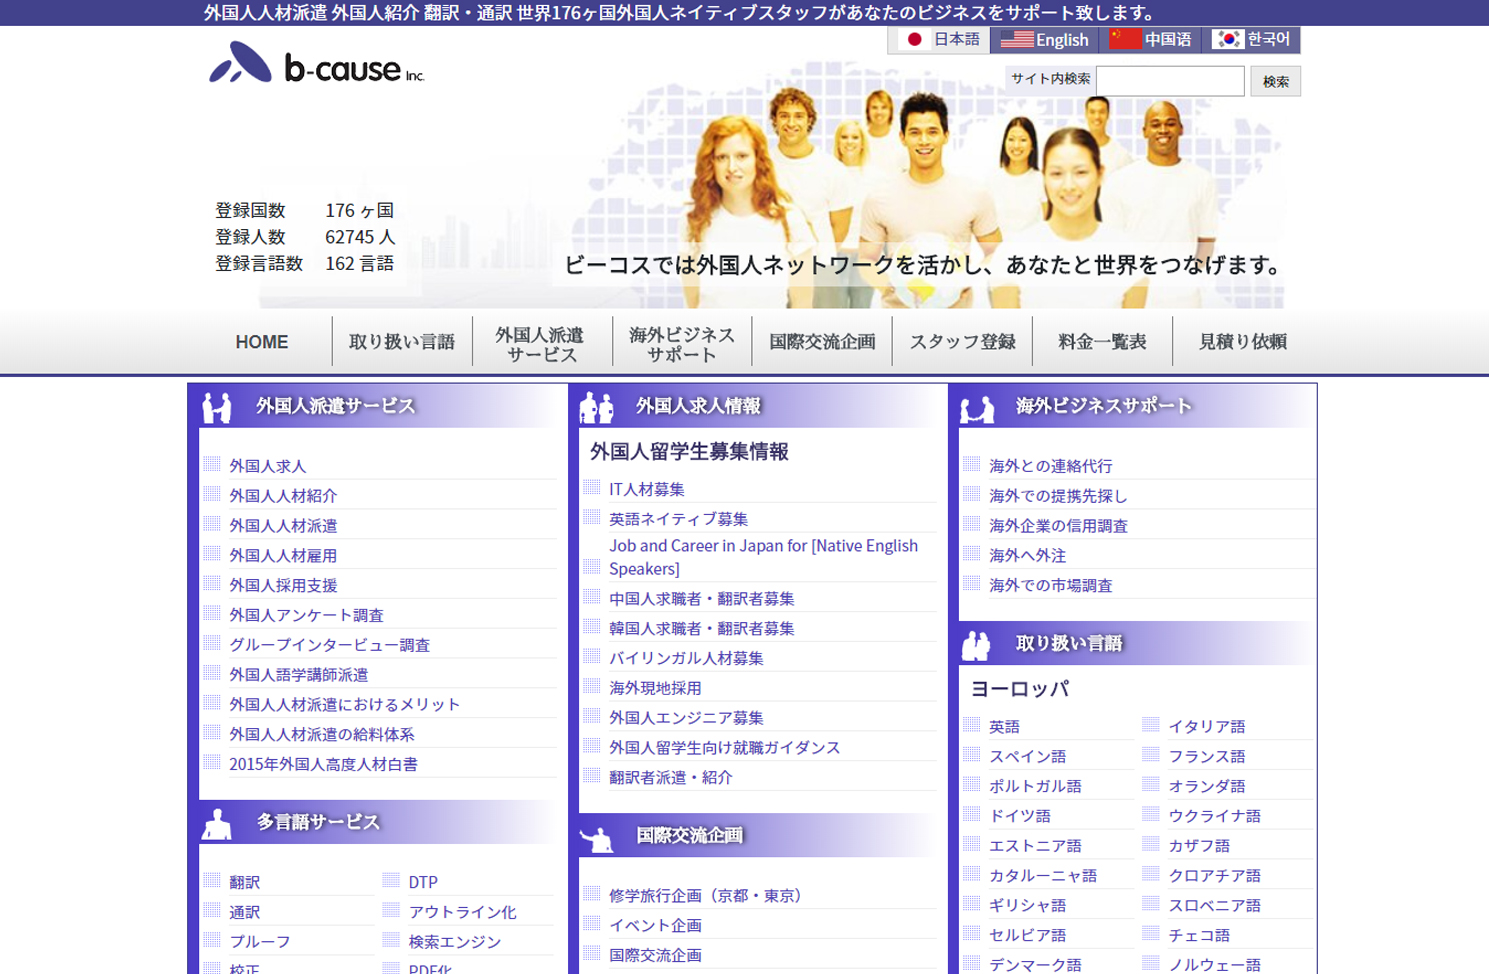 外国人人材派遣 外国人紹介 翻訳・通訳 世界176ヶ国外国人ネイティブスタッフがあなたのビジネスをサポート致します。
b-cause Inc.
日本語 English 中国语 한국어
サイト内検索 検索
登録国数 176 ヶ国
登録人数 62745 人
登録言語数 162 言語
ビーコスでは外国人ネットワークを活かし、あなたと世界をつなげます。
HOME
取り扱い言語
外国人派遣
サービス
海外ビジネス
サポート
国際交流企画
スタッフ登録
料金一覧表
見積り依頼
外国人派遣サービス
外国人求人
外国人人材紹介
外国人人材派遣
外国人人材雇用
外国人採用支援
外国人アンケート調査
グループインタービュー調査
外国人語学講師派遣
外国人人材派遣におけるメリット
外国人人材派遣の給料体系
2015年外国人高度人材白書
多言語サービス
翻訳 DTP
通訳 アウトライン化
プルーフ 検索エンジン
校正 PDF化
外国人求人情報
外国人留学生募集情報
IT人材募集
英語ネイティブ募集
Job and Career in Japan for [Native English
Speakers]
中国人求職者・翻訳者募集
韓国人求職者・翻訳者募集
バイリンガル人材募集
海外現地採用
外国人エンジニア募集
外国人留学生向け就職ガイダンス
翻訳者派遣・紹介
国際交流企画
修学旅行企画（京都・東京）
イベント企画
国際交流企画
海外ビジネスサポート
海外との連絡代行
海外での提携先探し
海外企業の信用調査
海外へ外注
海外での市場調査
取り扱い言語
ヨーロッパ
英語 イタリア語
スペイン語 フランス語
ポルトガル語 オランダ語
ドイツ語 ウクライナ語
エストニア語 カザフ語
カタルーニャ語 クロアチア語
ギリシャ語 スロベニア語
セルビア語 チェコ語
デンマーク語 ノルウェー語